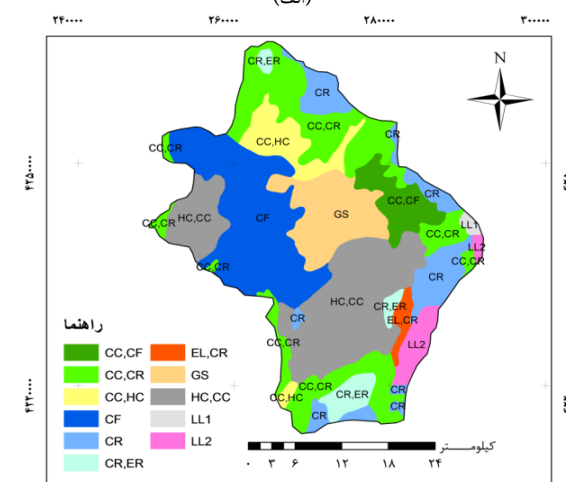 (الف)
۲۴۰۰۰۰ ۲۶۰۰۰۰ ۲۸۰۰۰۰ ۳۰۰۰۰۰
N
CR,ER
CR
CC,CR
CR
CC,HC
CC,CR
۴۲۵۰۰۰۰
CC,CF
CR
CC,CR HC,CC
CF
GS
LL1
CC,CR
LL2
CC,CR
CC,CR
CR
HC,CC
CR,ER
CR
EL,CR
CC,CR
LL2
راهنما
CC,CF EL,CR
CC,CR GS
CC,HC HC,CC
CF LL1
CR LL2
CR,ER
CC,CR
CC,HC
CR,ER
CR
CR
CR
۴۲۲۰۰۰۰
کیلومتر
۰ ۳ ۶ ۱۲ ۱۸ ۲۴